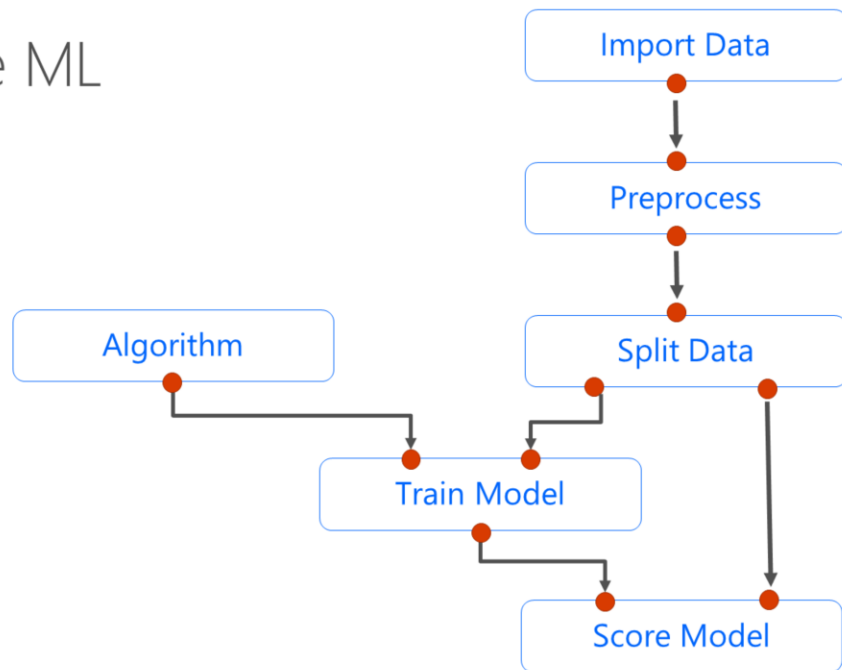 e ML
Import Data
Preprocess
Algorithm
Split Data
Train Model
Score Model